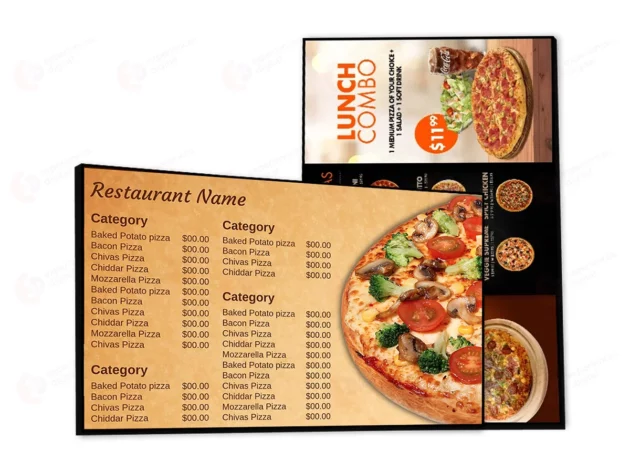 Restaurant Name
Category
Baked Potato pizza $00.00
Bacon Pizza $00.00
Chivas Pizza $00.00
Chiddar Pizza $00.00
Mozzarella Pizza $00.00
Baked Potato pizza $00.00
Bacon Pizza $00.00
Chivas Pizza $00.00
Chiddar Pizza $00.00
Mozzarella Pizza $00.00
Chivas Pizza $00.00
Category
Baked Potato pizza $00.00
Bacon Pizza $00.00
Chivas Pizza $00.00
Chiddar Pizza $00.00
Category
Baked Potato pizza $00.00
Bacon Pizza $00.00
Chivas Pizza $00.00
Chiddar Pizza $00.00
Category
Baked Potato pizza $00.00
Bacon Pizza $00.00
Chivas Pizza $00.00
Chiddar Pizza $00.00
Mozzarella Pizza $00.00
Baked Potato pizza $00.00
Bacon Pizza $00.00
Chivas Pizza $00.00
Chiddar Pizza $00.00
Mozzarella Pizza $00.00
Chivas Pizza $00.00
LUNCH
COMBO
1 MEDIUM PIZZA OF YOUR CHOICE +
1 SALAD + 1 SOFT DRINK
$11.99
Coca-Cola
VEGGIE SUPREME
SPICY CHICKEN